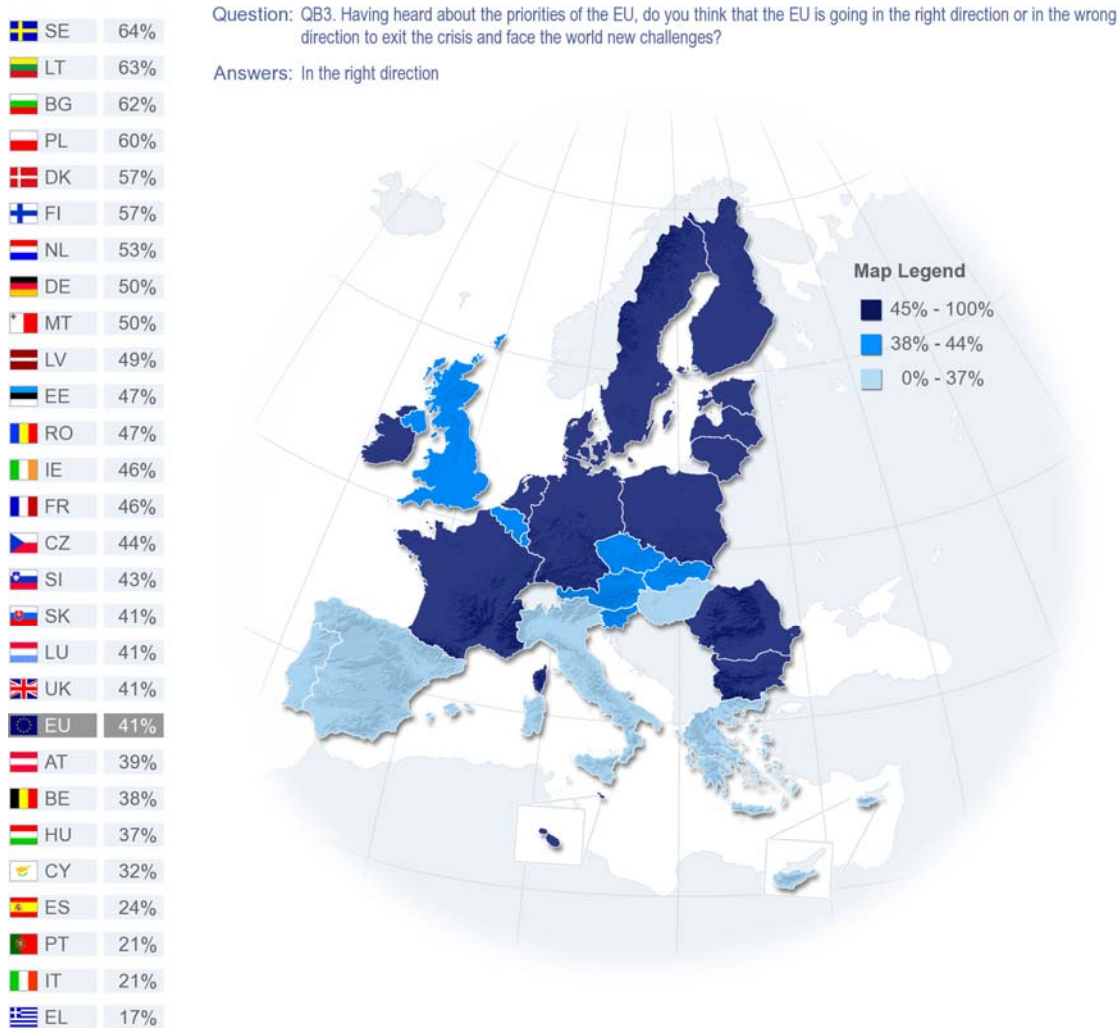 Question: QB3. Having heard about the priorities of the EU, do you think that the EU is going in the right direction or in the wrong
direction to exit the crisis and face the world new challenges?
Answers: In the right direction
SE 64%
LT 63%
BG 62%
PL 60%
DK 57%
FI 57%
NL 53%
DE 50%
MT 50%
LV 49%
EE 47%
RO 47%
IE 46%
FR 46%
CZ 44%
SI 43%
SK 41%
LU 41%
UK 41%
EU 41%
AT 39%
BE 38%
HU 37%
CY 32%
ES 24%
PT 21%
IT 21%
EL 17%
Map Legend
45% - 100%
38% - 44%
0% - 37%